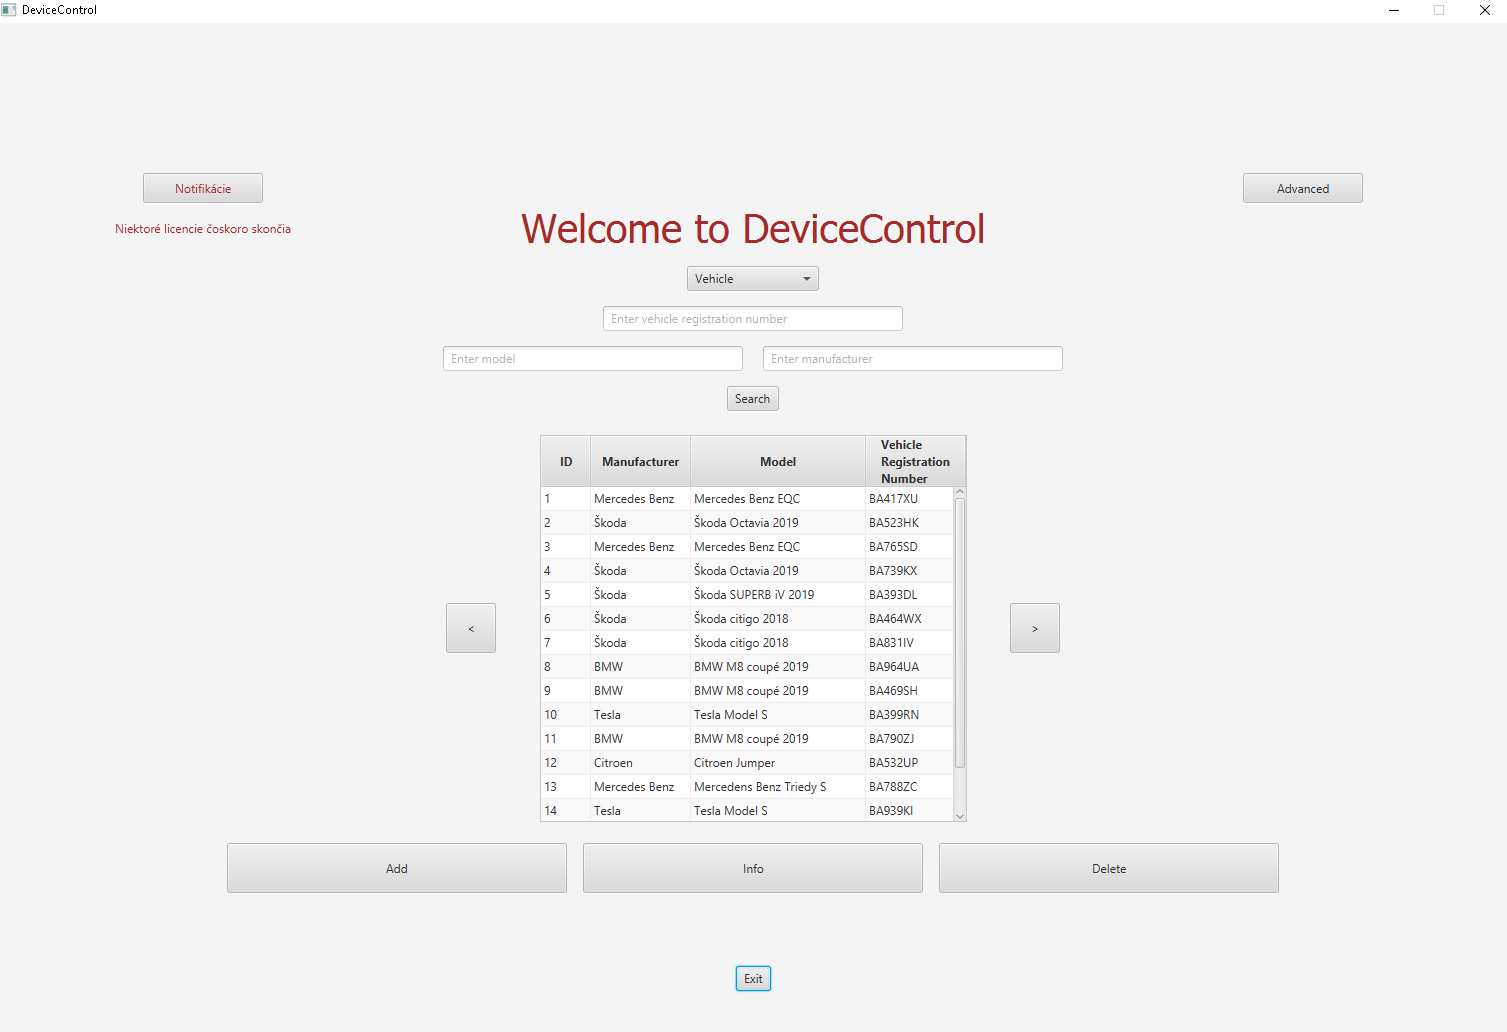 DeviceControl
Notifikácie
Advanced
Niektoré licencie čoskoro skončia
Welcome to DeviceControl
Vehicle
Enter vehicle registration number
Enter model Enter manufacturer
Search
ID Manufacturer Model Vehicle
Registration
Number
1 Mercedes Benz Mercedes Benz EQC BA417XU
2 Škoda Škoda Octavia 2019 BA523HK
3 Mercedes Benz Mercedes Benz EQC BA765SD
4 Škoda Škoda Octavia 2019 BA739KX
5 Škoda Škoda SUPERB iV 2019 BA393DL
6 Škoda Škoda citigo 2018 BA464WX
7 Škoda Škoda citigo 2018 BA831IV
8 BMW BMW M8 coupé 2019 BA964UA
9 BMW BMW M8 coupé 2019 BA469SH
10 Tesla Tesla Model S BA399RN
11 BMW BMW M8 coupé 2019 BA790ZJ
12 Citroen Citroen Jumper BA532UP
13 Mercedes Benz Mercedens Benz Triedy S BA788ZC
14 Tesla Tesla Model S BA939KI
< >
Add Info Delete
Exit